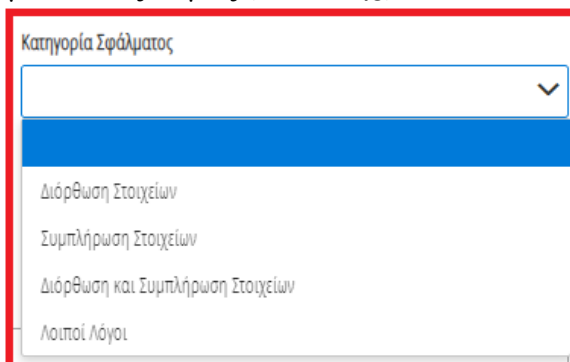 Κατηγορία Σφάλματος
Διόρθωση Στοιχείων
Συμπλήρωση Στοιχείων
Διόρθωση και Συμπλήρωση Στοιχείων
Λοιποί Λόγοι